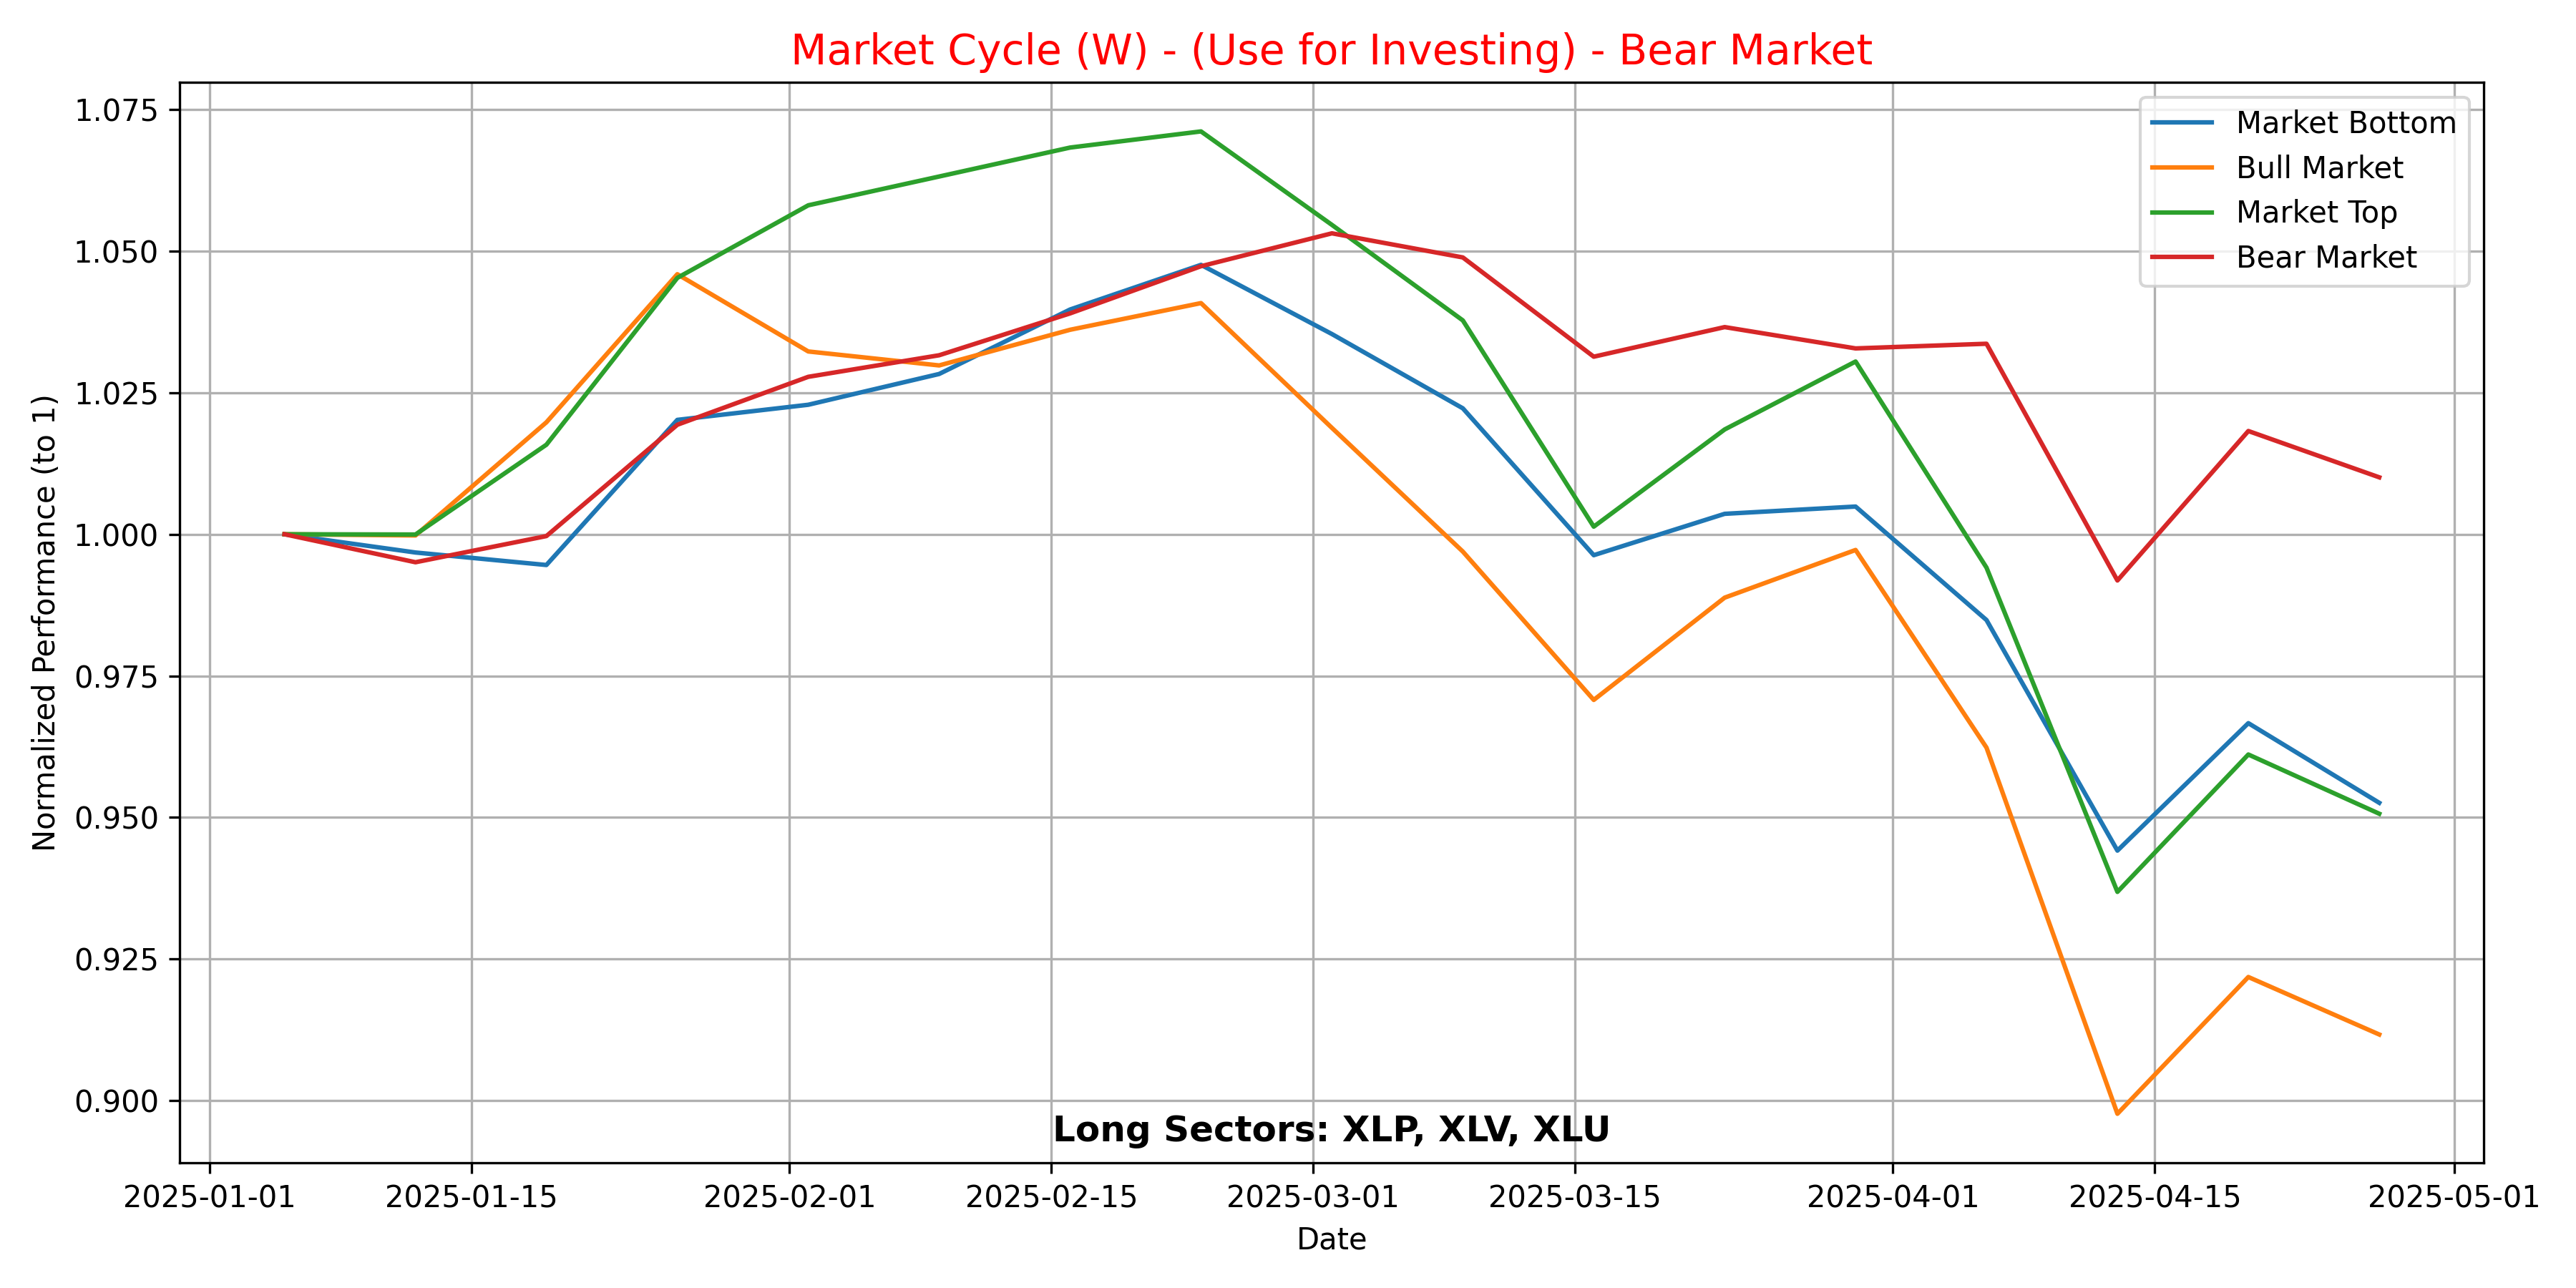 Market Cycle (W) - (Use for Investing) - Bear Market
Normalized Performance (to 1)
1.075
1.050
1.025
1.000
0.975
0.950
0.925
0.900
Market Bottom
Bull Market
Market Top
Bear Market
Long Sectors: XLP, XLV, XLU
2025-01-01
2025-01-15
2025-02-01
2025-02-15
2025-03-01
2025-03-15
2025-04-01
2025-04-15
2025-05-01
Date